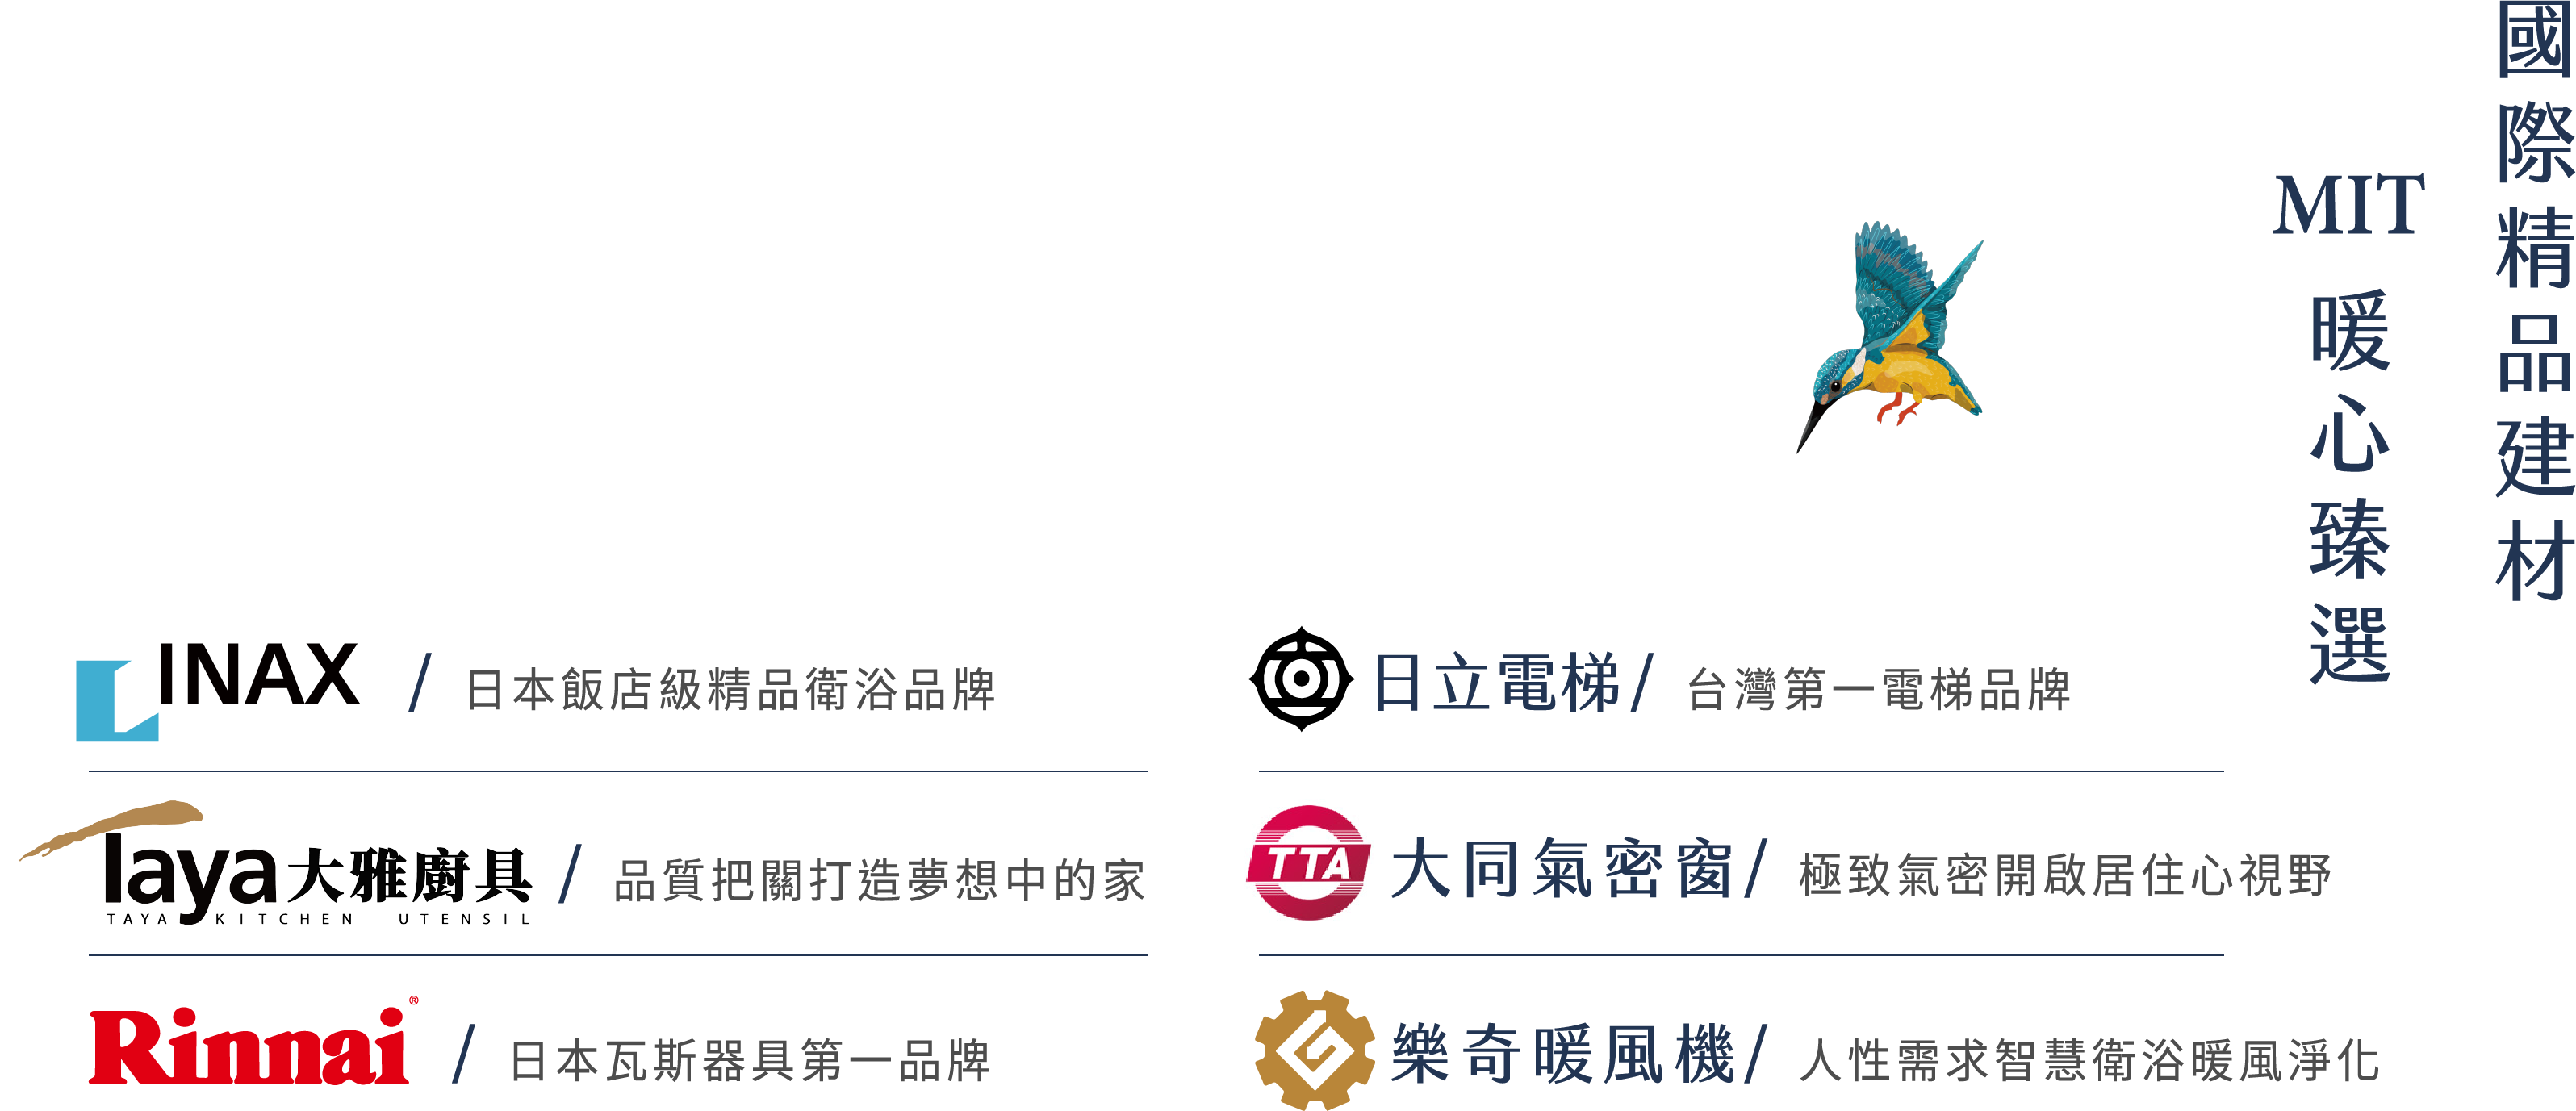 國際精品建材
MIT 暖心臻選
INAX / 日本飯店級精品衛浴品牌
Taya 大雅廚具 / 品質把關打造夢想中的家
TAYA KITCHEN UTENSIL
Rinnai® / 日本瓦斯器具第一品牌
日立電梯/ 台灣第一電梯品牌
TTA 大同氣密窗/ 極致氣密開啟居住心視野
樂奇暖風機/ 人性需求智慧衛浴暖風淨化